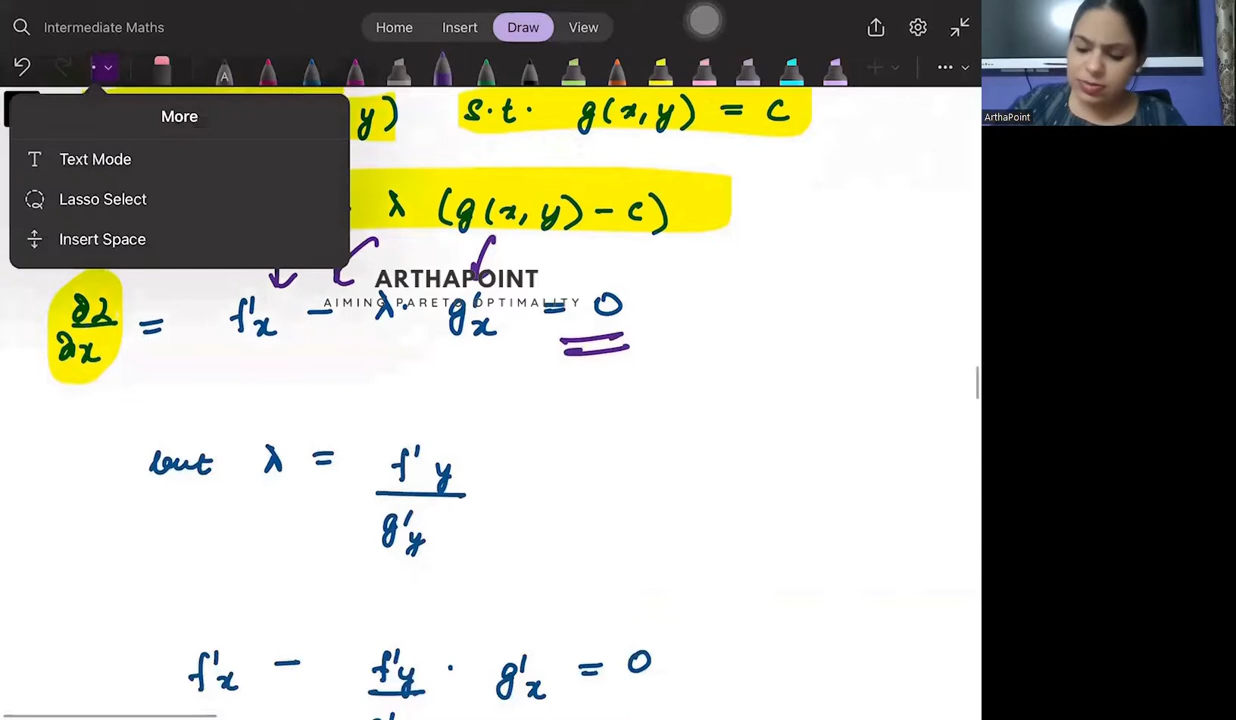 Intermediate Maths
Home Insert Draw View
A
More
Text Mode
Lasso Select
Insert Space
y) s.t. g(x,y) = c
λ (g(x,y) - c)
ARTHAPOINT
AIMING PARETO OPTIMALITY
∂L/∂x = f'x - λ· g'x = 0
but λ = f'y/g'y
f'x - f'y · g'x = 0
ArthaPoint